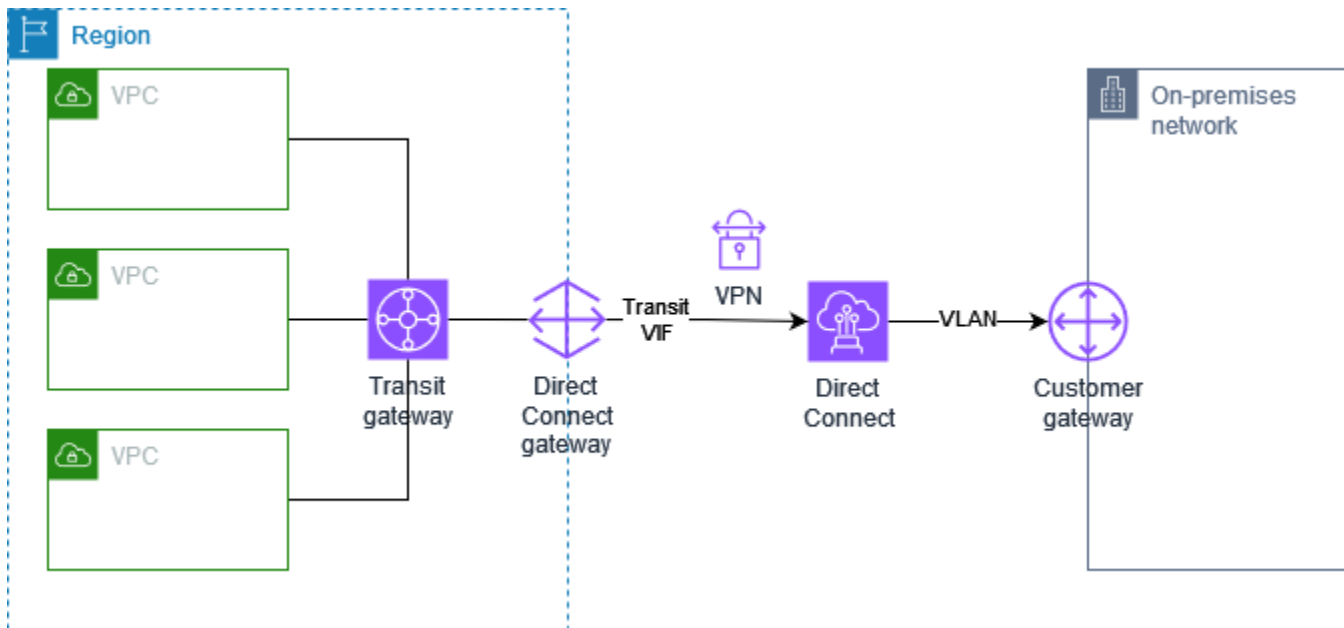 Region
VPC
VPC
VPC
Transit
gateway
Direct
Connect
gateway
Transit
VIF
VPN
Direct
Connect
VLAN
Customer
gateway
On-premises
network